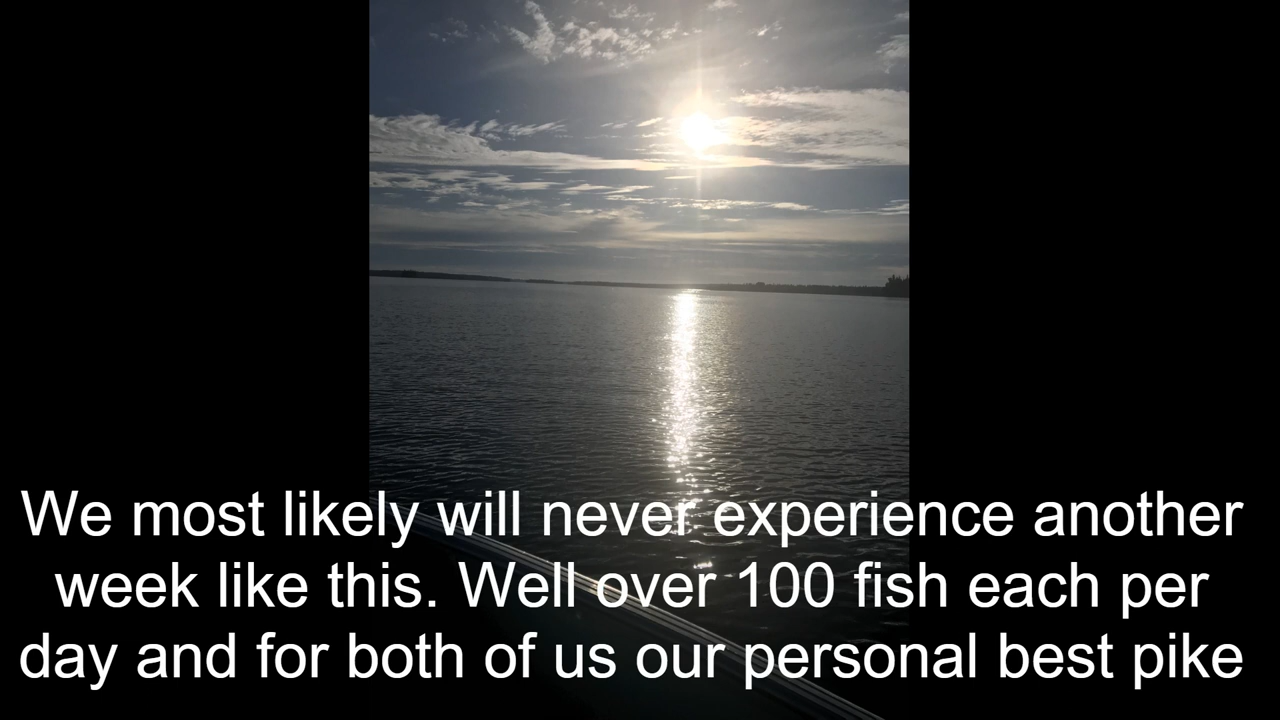 We most likely will never experience another
week like this. Well over 100 fish each per
day and for both of us our personal best pike